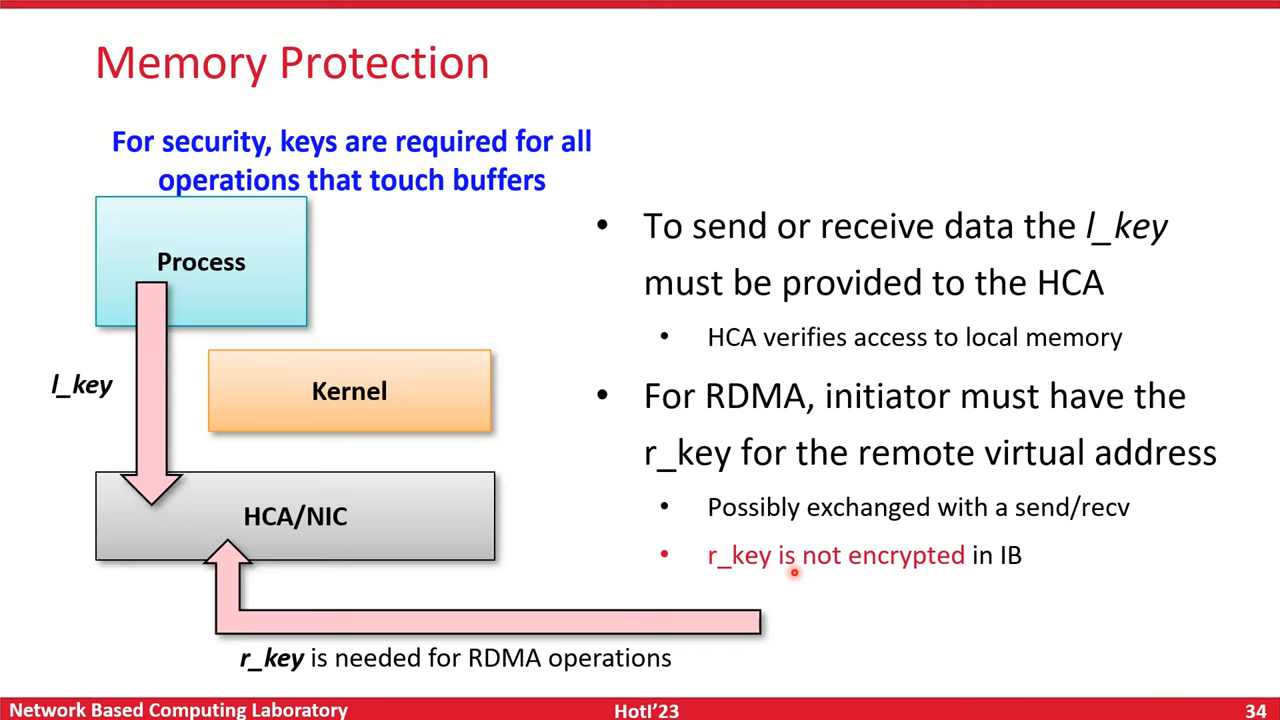 Memory Protection
For security, keys are required for all
operations that touch buffers
Process
l_key
Kernel
HCA/NIC
r_key is needed for RDMA operations
• To send or receive data the l_key
must be provided to the HCA
• HCA verifies access to local memory
• For RDMA, initiator must have the
r_key for the remote virtual address
• Possibly exchanged with a send/recv
• r_key is not encrypted in IB
Network Based Computing Laboratory
HotI’23
34